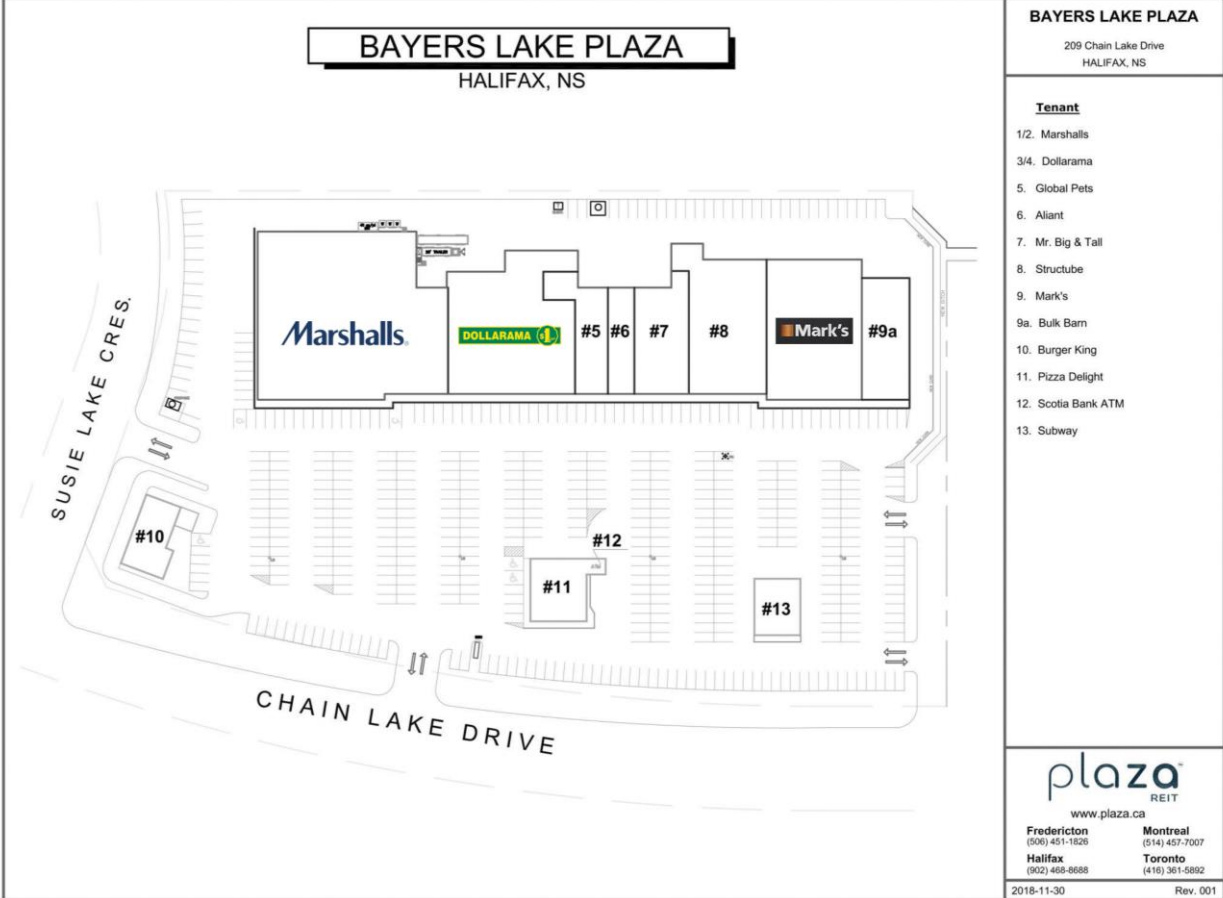 BAYERS LAKE PLAZA
HALIFAX, NS
SUSIE LAKE CRES.
Marshalls
DOLLARAMA $1
#5
#6
#7
#8
Mark's
#9a
#10
#12
ATM
#11
#13
CHAIN LAKE DRIVE
BAYERS LAKE PLAZA
209 Chain Lake Drive
HALIFAX, NS
Tenant
1/2. Marshalls
3/4. Dollarama
5. Global Pets
6. Aliant
7. Mr. Big & Tall
8. Structube
9. Mark's
9a. Bulk Barn
10. Burger King
11. Pizza Delight
12. Scotia Bank ATM
13. Subway
plaza
REIT
www.plaza.ca
Fredericton Montreal
(506) 451-1826 (514) 457-7007
Halifax Toronto
(902) 468-8688 (416) 361-5892
2018-11-30 Rev. 001